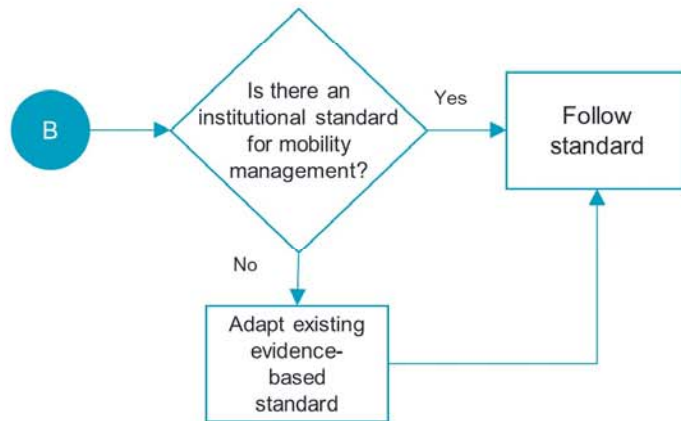 B
Is there an
institutional standard
for mobility
management?
Yes
Follow
standard
No
Adapt existing
evidence-
based
standard